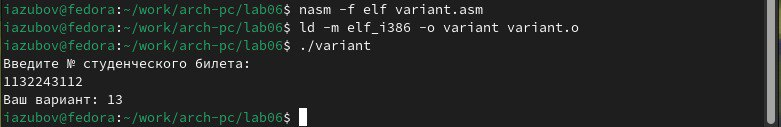 iazubov@fedora:~/work/arch-pc/lab06$ nasm -f elf variant.asm
iazubov@fedora:~/work/arch-pc/lab06$ ld -m elf_i386 -o variant variant.o
iazubov@fedora:~/work/arch-pc/lab06$ ./variant
Введите № студенческого билета:
1132243112
Ваш вариант: 13
iazubov@fedora:~/work/arch-pc/lab06$